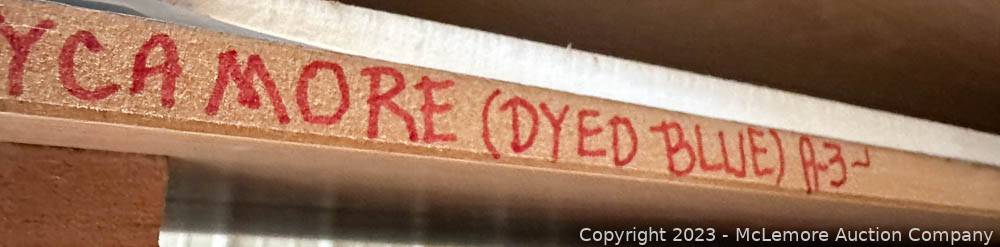 YCAMORE (DYED BLUE) A-3~
Copyright 2023 - McLemore Auction Company